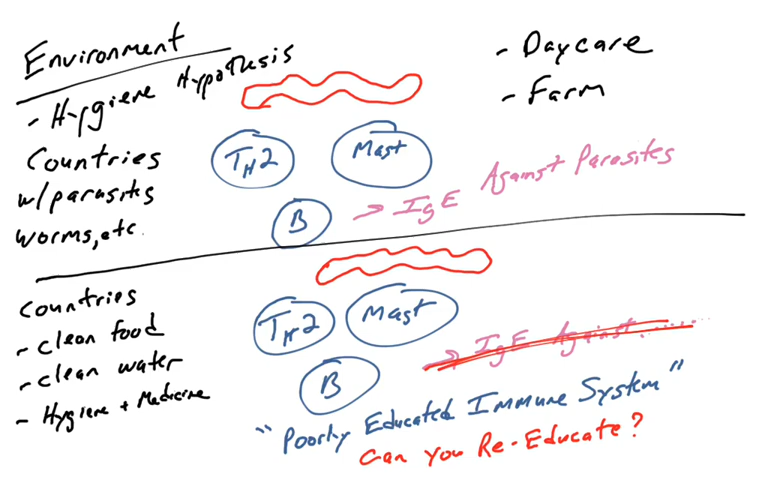 Environment
- Hygiene Hypothesis
- Daycare
- Farm
Countries
w/parasites
worms, etc.
TH2
Mast
B
→ IgE Against Parasites
Countries
- clean food
- clean water
- Hygiene + Medicine
TH2
Mast
B
→ IgE Against.......
"Poorly Educated Immune System"
Can you Re-Educate?